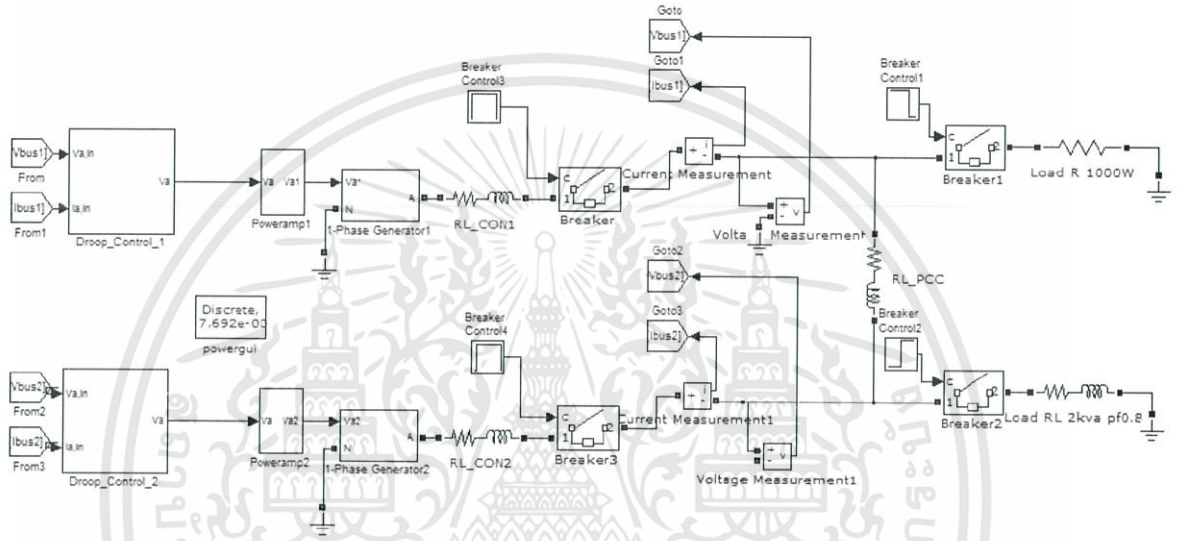 Goto
Vbus1]
Goto1
Ibus1]
Breaker
Control3
Breaker
Control1
Vbus1]
From
Ibus1]
From1
Va,in
Ia,in
Va
Droop_Control_1
Va
Va1
Poweramp1
Va*
N
A
1-Phase Generator1
RL_CON1
c
1
2
Breaker
+
-
i
Current Measurement
+
-
v
Volta
Measurement
c
1
2
Breaker1
Load R 1000W
RL_PCC
Discrete,
7.692e-00
powergui
Goto2
Vbus2]
Goto3
Ibus2]
Breaker
Control4
Breaker
Control2
Vbus2]
From2
Ibus2]
From3
Va,in
Ia,in
Va
Droop_Control_2
Va
Va2
Poweramp2
Va2
N
A
1-Phase Generator2
RL_CON2
c
1
2
Breaker3
+
-
i
Current Measurement1
+
-
v
Voltage Measurement1
c
1
2
Breaker2
Load RL 2kva pf0.8